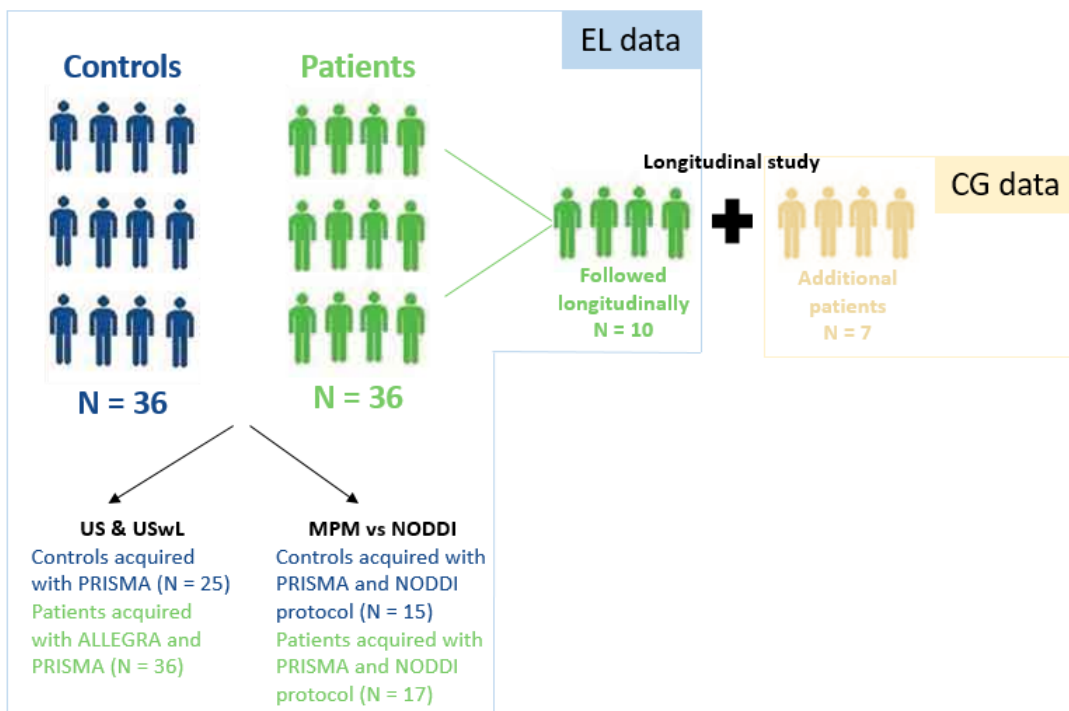 EL data
Controls
Patients
Longitudinal study
CG data
Followed
longitudinally
N = 10
Additional
patients
N = 7
N = 36
N = 36
US & USwL
Controls acquired
with PRISMA (N = 25)
Patients acquired
with ALLEGRA and
PRISMA (N = 36)
MPM vs NODDI
Controls acquired with
PRISMA and NODDI
protocol (N = 15)
Patients acquired with
PRISMA and NODDI
protocol (N = 17)